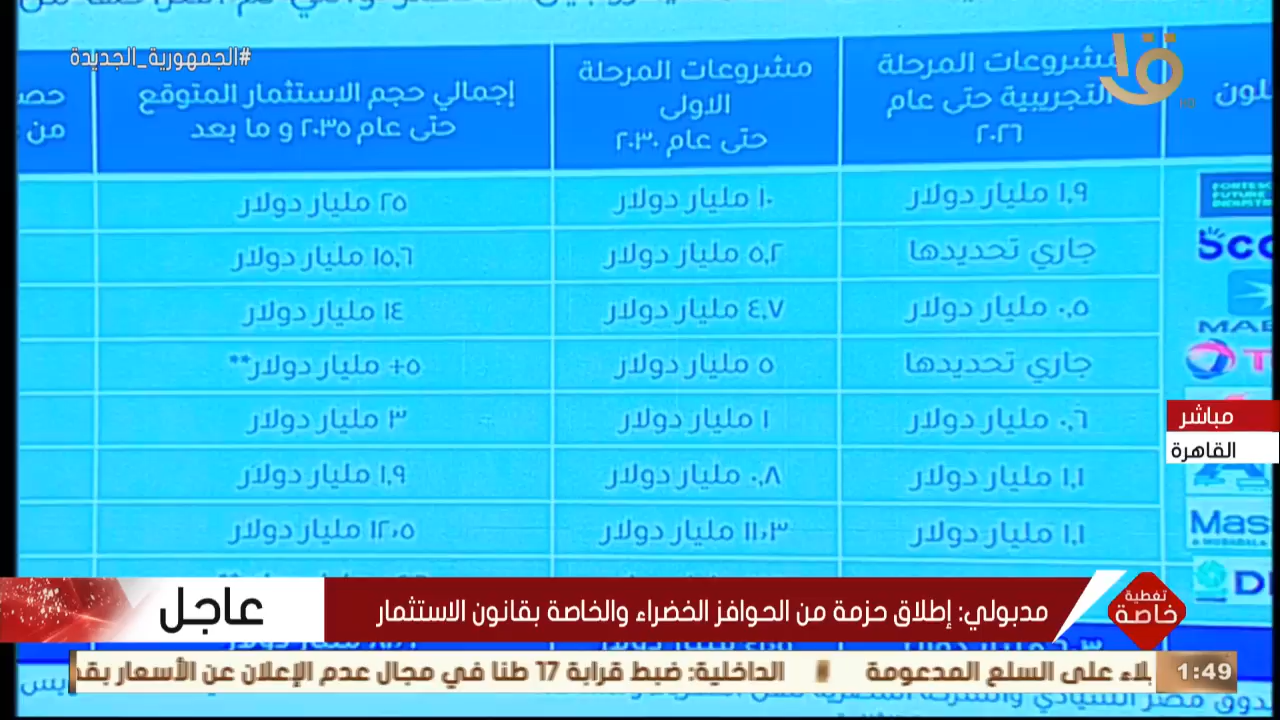 #الجمهورية_الجديدة
مشروعات المرحلة التجريبية حتى عام ٢٠٢٦
مشروعات المرحلة الاولى حتى عام ٢٠٣٠
إجمالي حجم الاستثمار المتوقع حتى عام ٢٠٣٥ و ما بعد
من
FUTURE
١,٩ مليار دولار
١٠ مليار دولار
٢٥ مليار دولار
جاري تحديدها
٥,٢ مليار دولار
١٥,٦ مليار دولار
٠,٥ مليار دولار
٤,٧ مليار دولار
١٤ مليار دولار
جاري تحديدها
٥ مليار دولار
٥+ مليار دولار**
٠,٦ مليار دولار
١ مليار دولار
٣ مليار دولار
١,١ مليار دولار
٠,٨ مليار دولار
١,٩ مليار دولار
١,١ مليار دولار
١١,٣ مليار دولار
١٢,٥ مليار دولار
مباشر
القاهرة
تغطية
خاصة
مدبولي: إطلاق حزمة من الحوافز الخضراء والخاصة بقانون الاستثمار
عاجل
1:49
على السلع المدعومة
الداخلية: ضبط قرابة 17 طنا في مجال عدم الإعلان عن الأسعار